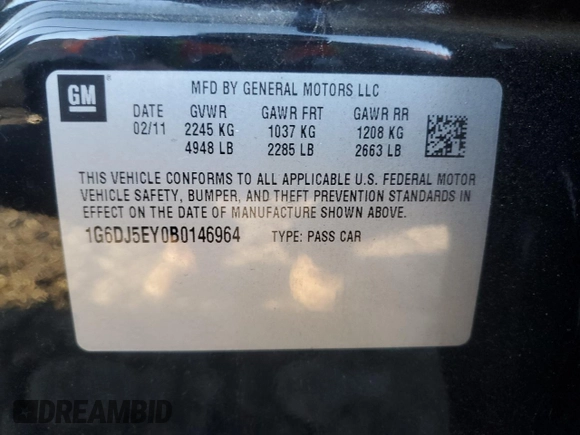 GM ®
MFD BY GENERAL MOTORS LLC
DATE GVWR GAWR FRT GAWR RR
02/11 2245 KG 1037 KG 1208 KG
4948 LB 2285 LB 2663 LB
THIS VEHICLE CONFORMS TO ALL APPLICABLE U.S. FEDERAL MOTOR
VEHICLE SAFETY, BUMPER, AND THEFT PREVENTION STANDARDS IN
EFFECT ON THE DATE OF MANUFACTURE SHOWN ABOVE.
1G6DJ5EY0B0146964 TYPE: PASS CAR
DREAMBID